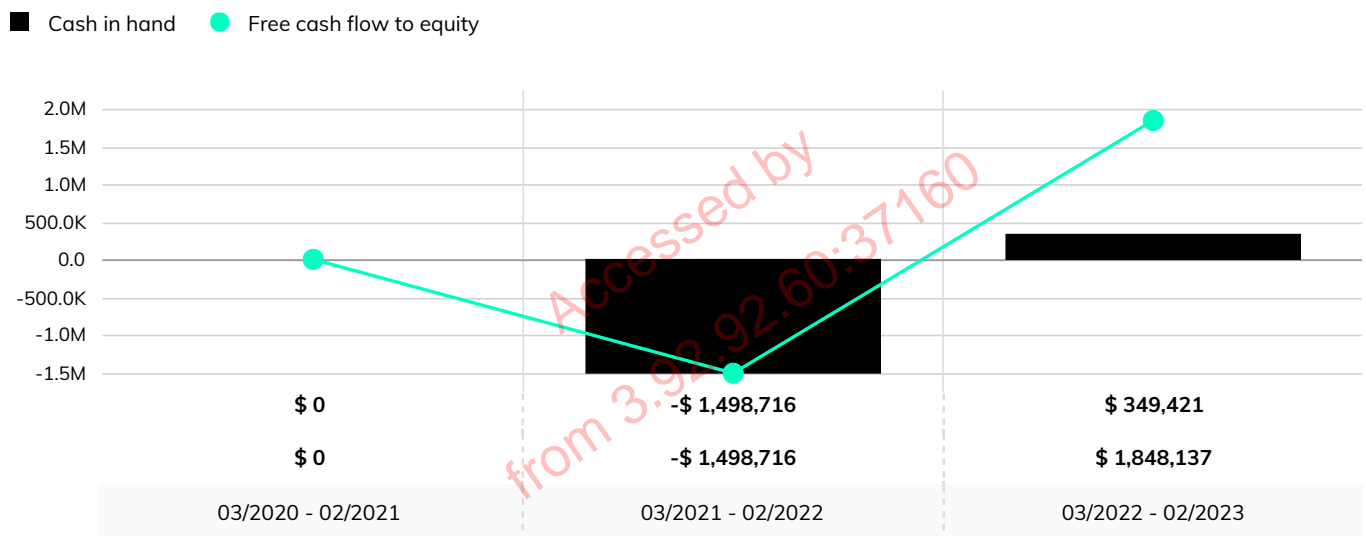 Cash in hand Free cash flow to equity
2.0M
1.5M
1.0M
500.0K
0.0
-500.0K
-1.0M
-1.5M
Accessed by
from 3.92.92.60:37160
$ 0 -$ 1,498,716 $ 349,421
$ 0 -$ 1,498,716 $ 1,848,137
03/2020 - 02/2021 03/2021 - 02/2022 03/2022 - 02/2023